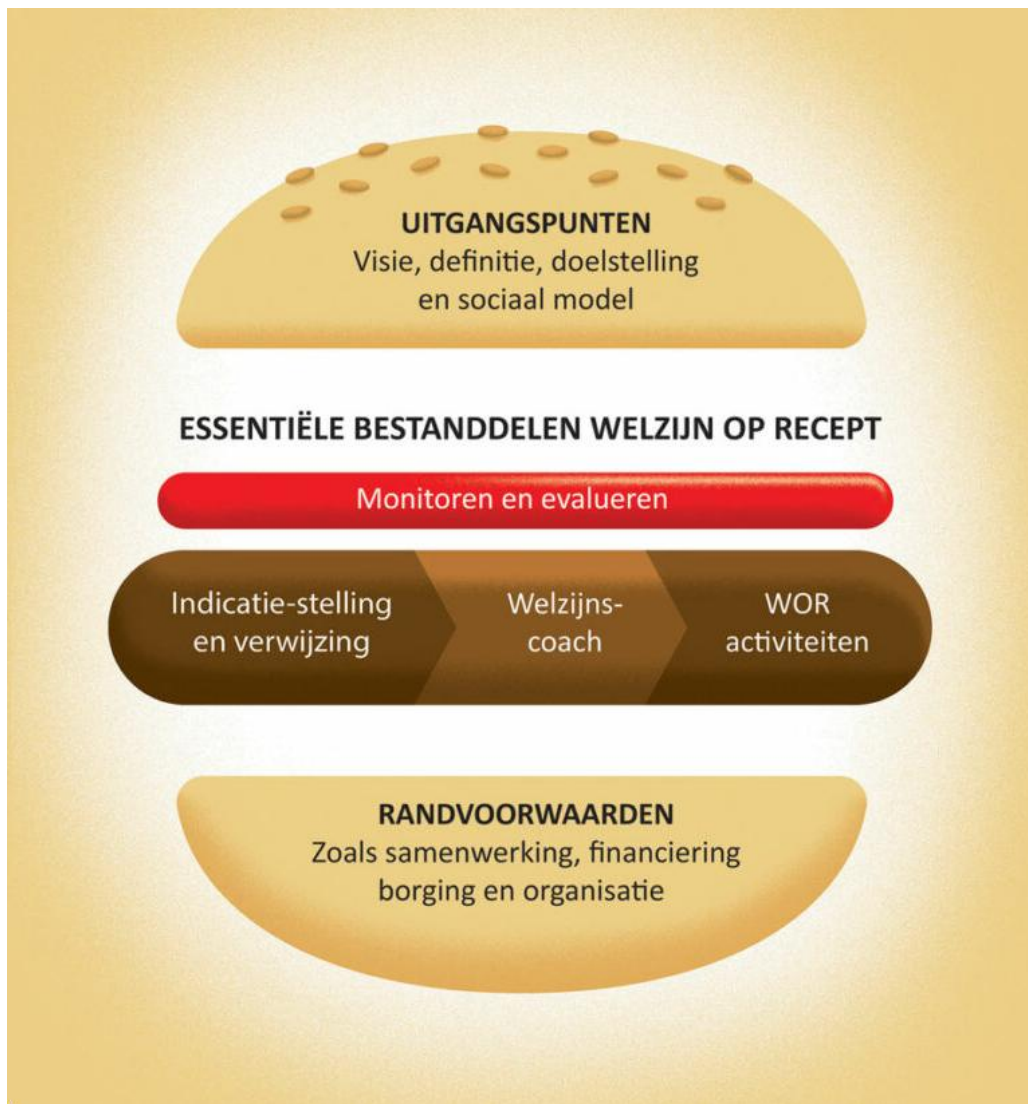 UITGANGSPUNTEN
Visie, definitie, doelstelling
en sociaal model
ESSENTIËLE BESTANDDELEN WELZIJN OP RECEPT
Monitoren en evalueren
Indicatie-stelling
en verwijzing
Welzijns-
coach
WOR
activiteiten
RANDVOORWAARDEN
Zoals samenwerking, financiering
borging en organisatie